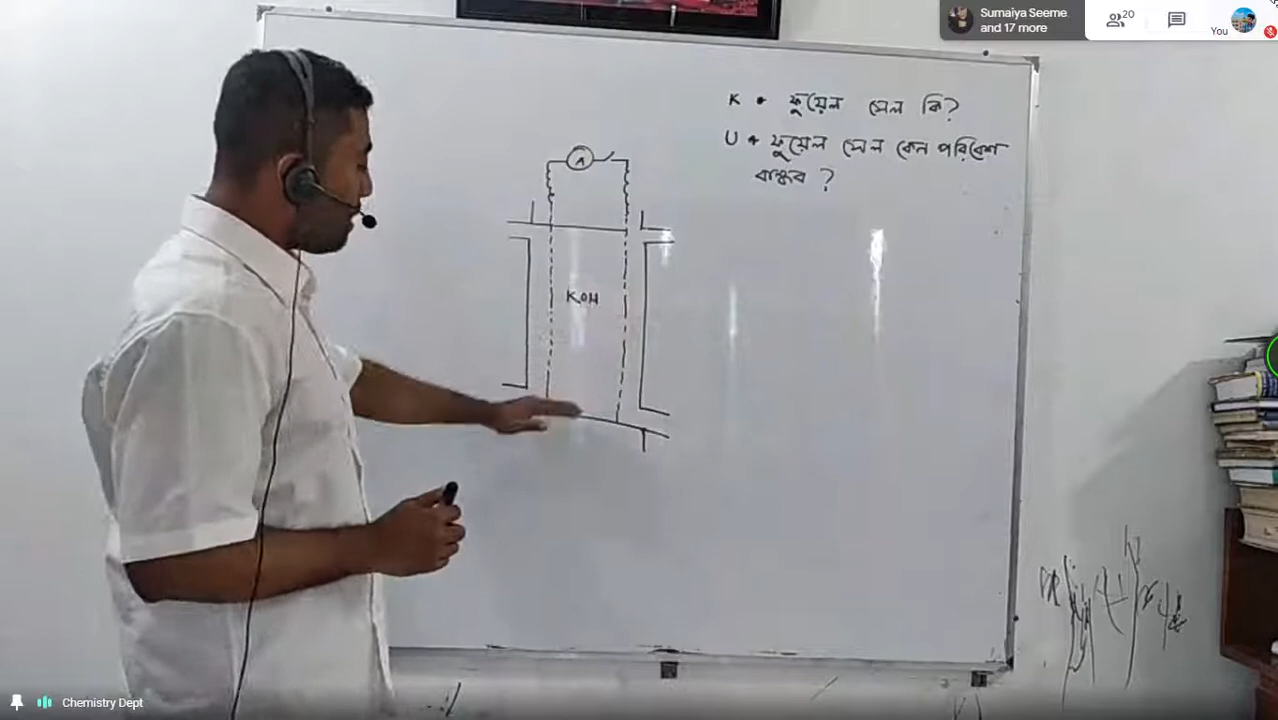 Sumaiya Seeme
and 17 more
20
You
K • ফুয়েল সেল কি?
U • ফুয়েল সেল কেন পরিবেশ
বান্ধব ?
A
KOH
Chemistry Dept